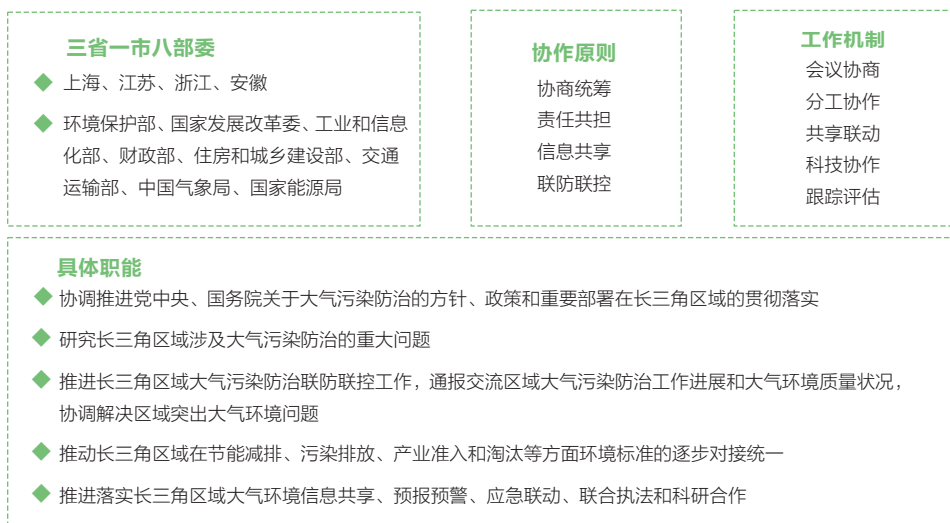 三省一市八部委
上海、江苏、浙江、安徽
环境保护部、国家发展改革委、工业和信息
化部、财政部、住房和城乡建设部、交通
运输部、中国气象局、国家能源局
协作原则
协商统筹
责任共担
信息共享
联防联控
工作机制
会议协商
分工协作
共享联动
科技协作
跟踪评估
具体职能
协调推进党中央、国务院关于大气污染防治的方针、政策和重要部署在长三角区域的贯彻落实
研究长三角区域涉及大气污染防治的重大问题
推进长三角区域大气污染防治联防联控工作，通报交流区域大气污染防治工作进展和大气环境质量状况，
协调解决区域突出大气环境问题
推动长三角区域在节能减排、污染排放、产业准入和淘汰等方面环境标准的逐步对接统一
推进落实长三角区域大气环境信息共享、预报预警、应急联动、联合执法和科研合作